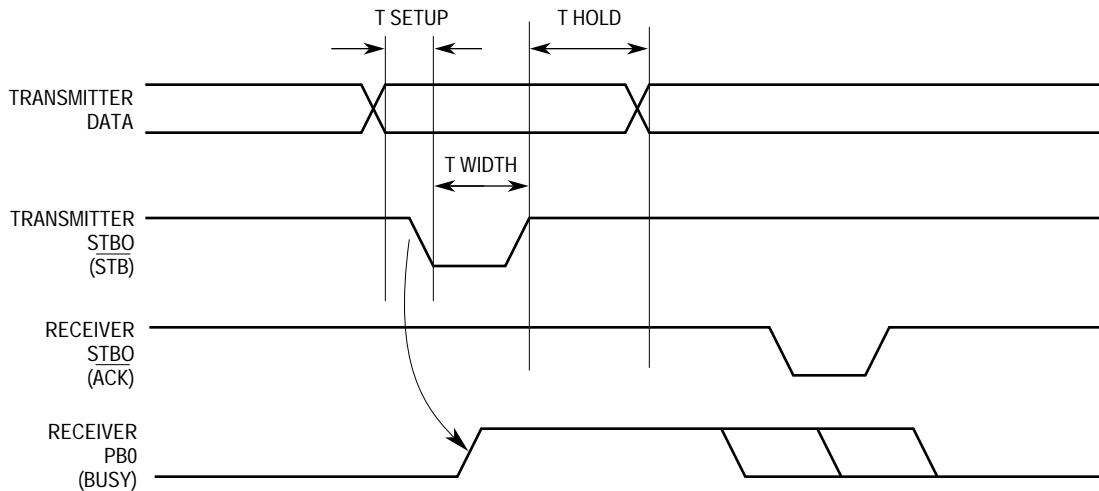 T SETUP
T HOLD
TRANSMITTER
DATA
T WIDTH
TRANSMITTER
STBO
(STB)
RECEIVER
STBO
(ACK)
RECEIVER
PB0
(BUSY)